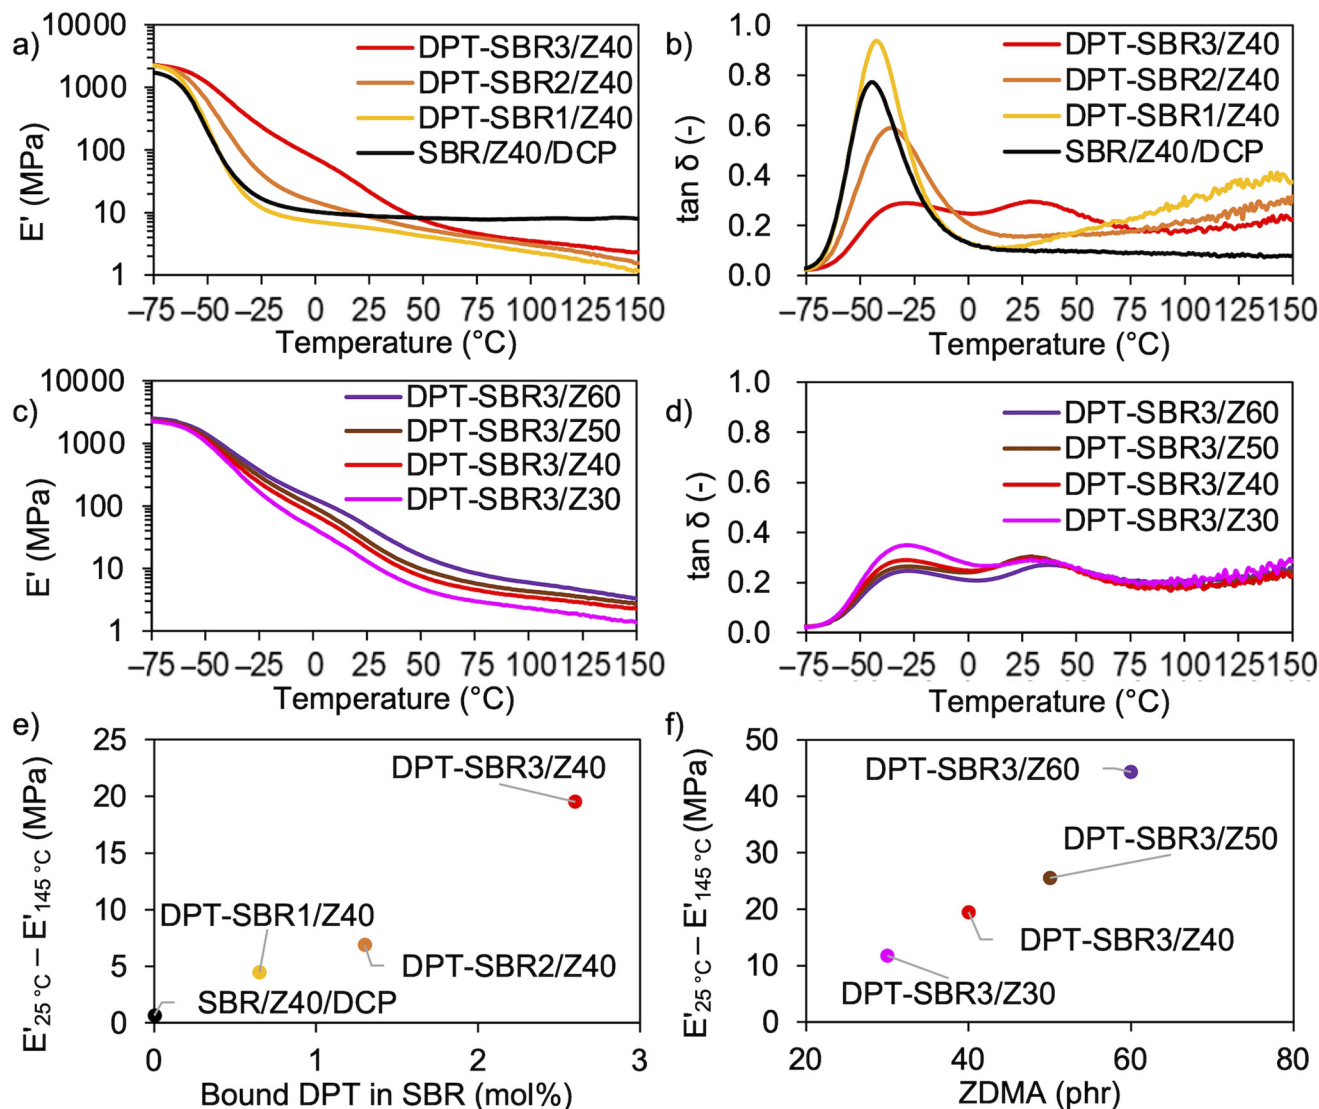 a)
10000
1000
100
10
1
E' (MPa)
DPT-SBR3/Z40
DPT-SBR2/Z40
DPT-SBR1/Z40
SBR/Z40/DCP
–75 –50 –25 0 25 50 75 100 125 150
Temperature (°C)
b)
1.0
0.8
0.6
0.4
0.2
0.0
tan δ (-)
DPT-SBR3/Z40
DPT-SBR2/Z40
DPT-SBR1/Z40
SBR/Z40/DCP
–75 –50 –25 0 25 50 75 100 125 150
Temperature (°C)
c)
10000
1000
100
10
1
E' (MPa)
DPT-SBR3/Z60
DPT-SBR3/Z50
DPT-SBR3/Z40
DPT-SBR3/Z30
–75 –50 –25 0 25 50 75 100 125 150
Temperature (°C)
d)
1.0
0.8
0.6
0.4
0.2
0.0
tan δ (-)
DPT-SBR3/Z60
DPT-SBR3/Z50
DPT-SBR3/Z40
DPT-SBR3/Z30
–75 –50 –25 0 25 50 75 100 125 150
Temperature (°C)
e)
25
20
15
10
5
0
E'25 °C – E'145 °C (MPa)
DPT-SBR3/Z40
DPT-SBR1/Z40
DPT-SBR2/Z40
SBR/Z40/DCP
0 1 2 3
Bound DPT in SBR (mol%)
f)
50
40
30
20
10
0
E'25 °C – E'145 °C (MPa)
DPT-SBR3/Z60
DPT-SBR3/Z50
DPT-SBR3/Z40
DPT-SBR3/Z30
20 40 60 80
ZDMA (phr)